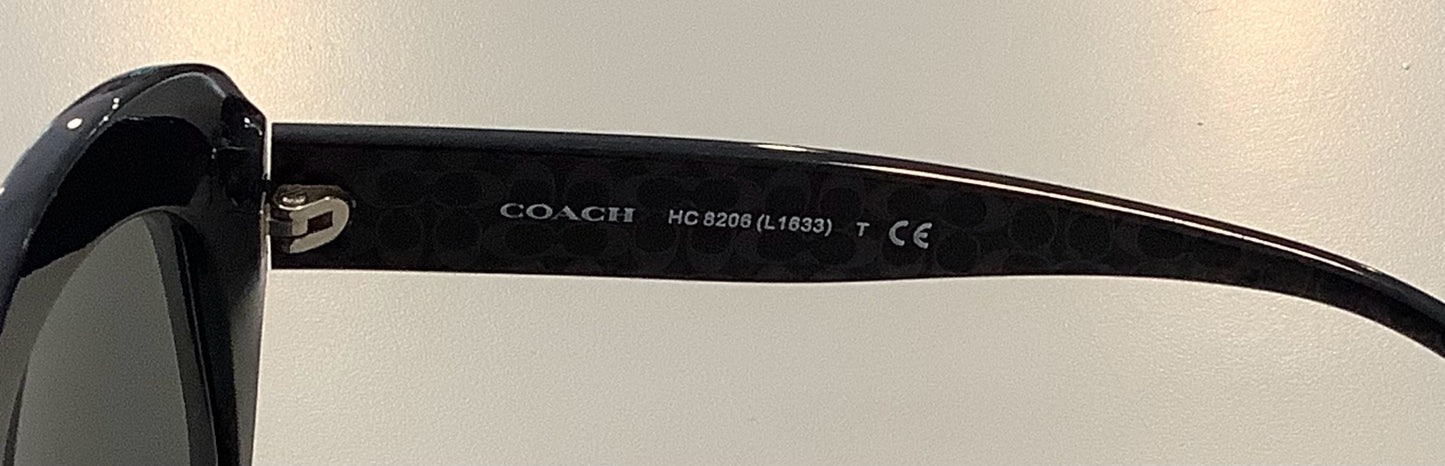 COACH HC 8206 (L1633) T CE